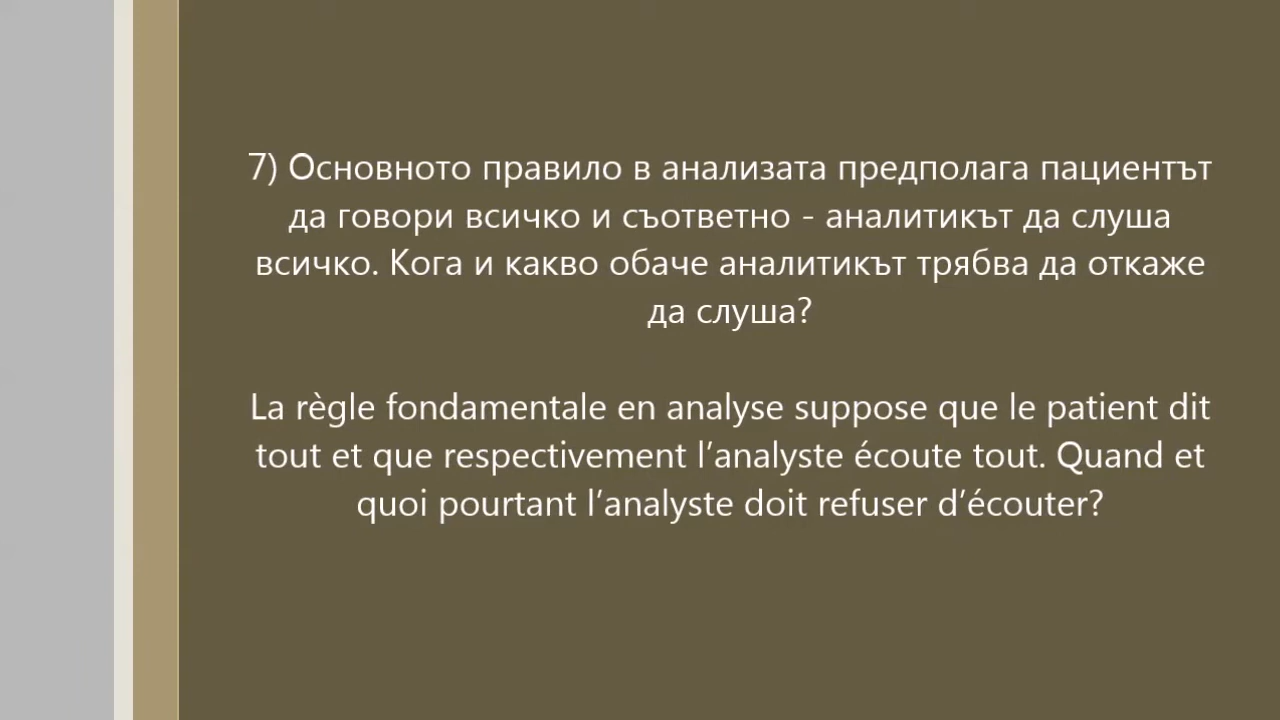 7) Основното правило в анализата предполага пациентът
да говори всичко и съответно - аналитикът да слуша
всичко. Кога и какво обаче аналитикът трябва да откаже
да слуша?
La règle fondamentale en analyse suppose que le patient dit
tout et que respectivement l’analyste écoute tout. Quand et
quoi pourtant l’analyste doit refuser d’écouter?